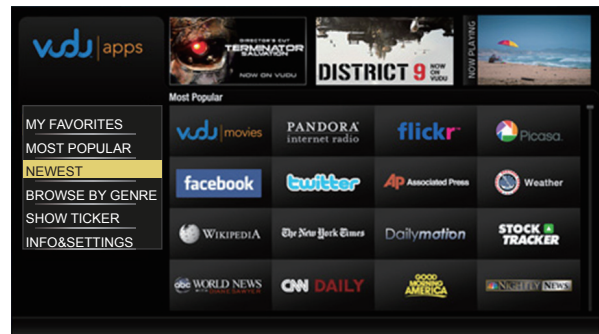 vudu apps
DIRECTOR'S CUT
TERMINATOR
SALVATION
NOW ON VUDU
DISTRICT 9 NOW ON VUDU
NOW PLAYING
Most Popular
MY FAVORITES
MOST POPULAR
NEWEST
BROWSE BY GENRE
SHOW TICKER
INFO&SETTINGS
vudu movies
PANDORA
internet radio
flickr
Picasa
facebook
twitter
AP Associated Press
Weather
WIKIPEDIA
The New York Times
Dailymotion
STOCK
TRACKER
abc WORLD NEWS
WITH DIANE SAWYER
CNN DAILY
GOOD
MORNING
AMERICA
NIGHTLY NEWS